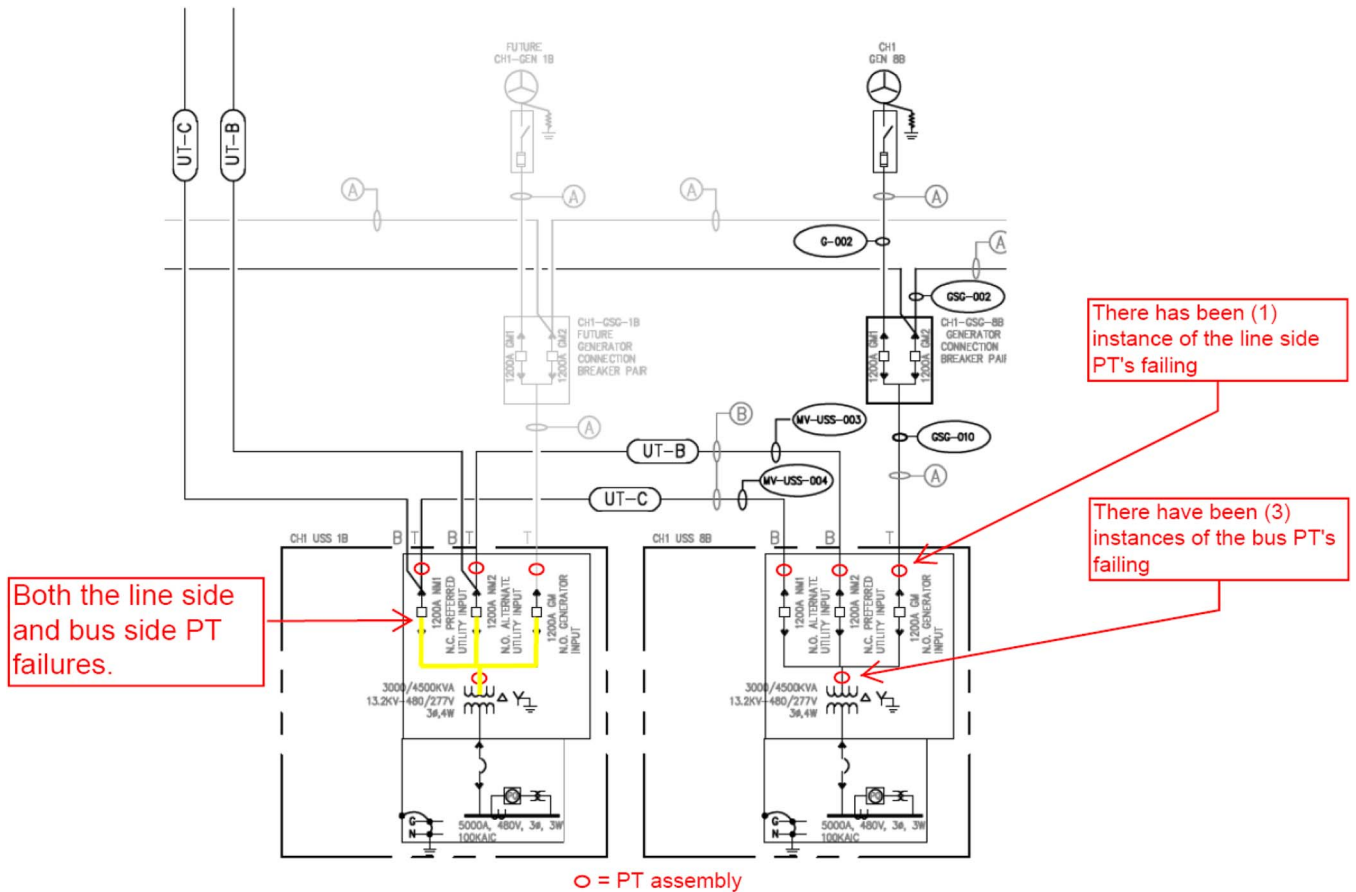 FUTURE
CH1-GEN 1B
CH1
GEN 8B
UT-C
UT-B
A
A
A
A
G-002
A
GSG-002
1200A GM1
1200A GM2
CH1-GSG-1B
FUTURE
GENERATOR
CONNECTION
BREAKER PAIR
1200A GM1
1200A GM2
CH1-GSG-8B
GENERATOR
CONNECTION
BREAKER PAI
There has been (1)
instance of the line side
PT's failing
A
B
MV-USS-003
GSG-010
UT-B
MV-USS-004
A
UT-C
There have been (3)
instances of the bus PT's
failing
CH1 USS 1B
B T
B T
T
CH1 USS 8B
B
B
T
Both the line side
and bus side PT
failures.
1200A NM1
N.C. PREFERRED
UTILITY INPUT
1200A NM2
N.O. ALTERNATE
UTILITY INPUT
1200A GM
N.O. GENERATOR
INPUT
1200A NM1
N.C. PREFERRED
UTILITY INPUT
1200A NM2
N.O. ALTERNATE
UTILITY INPUT
1200A GM
N.O. GENERATOR
INPUT
3000/4500KVA
13.2KV-480/277V
3ø,4W
3000/4500KVA
13.2KV-480/277V
3ø,4W
G
N
5000A, 480V, 3ø, 3W
100KAIC
G
N
5000A, 480V, 3ø, 3W
100KAIC
= PT assembly